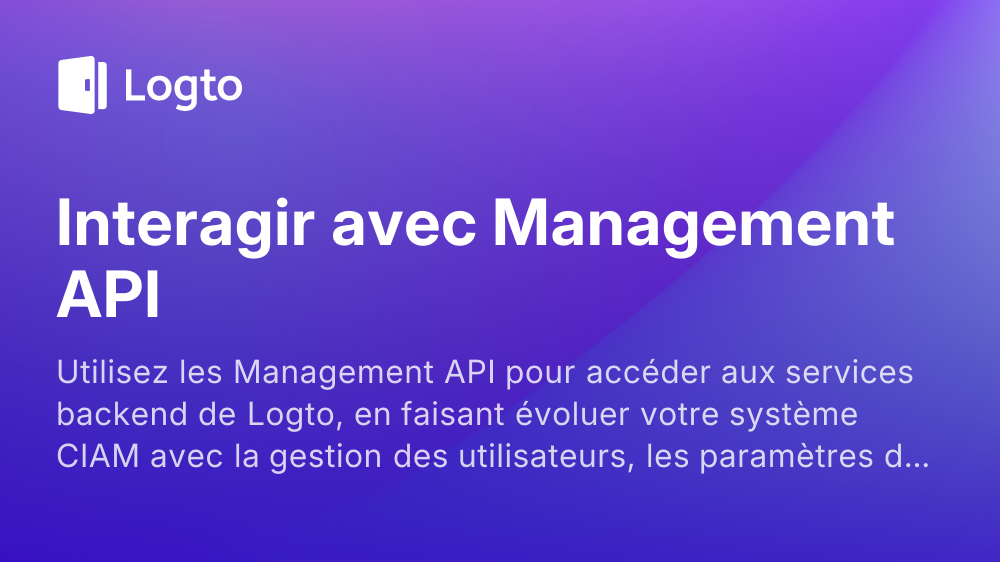 Logto
Interagir avec Management
API
Utilisez les Management API pour accéder aux services
backend de Logto, en faisant évoluer votre système
CIAM avec la gestion des utilisateurs, les paramètres d...